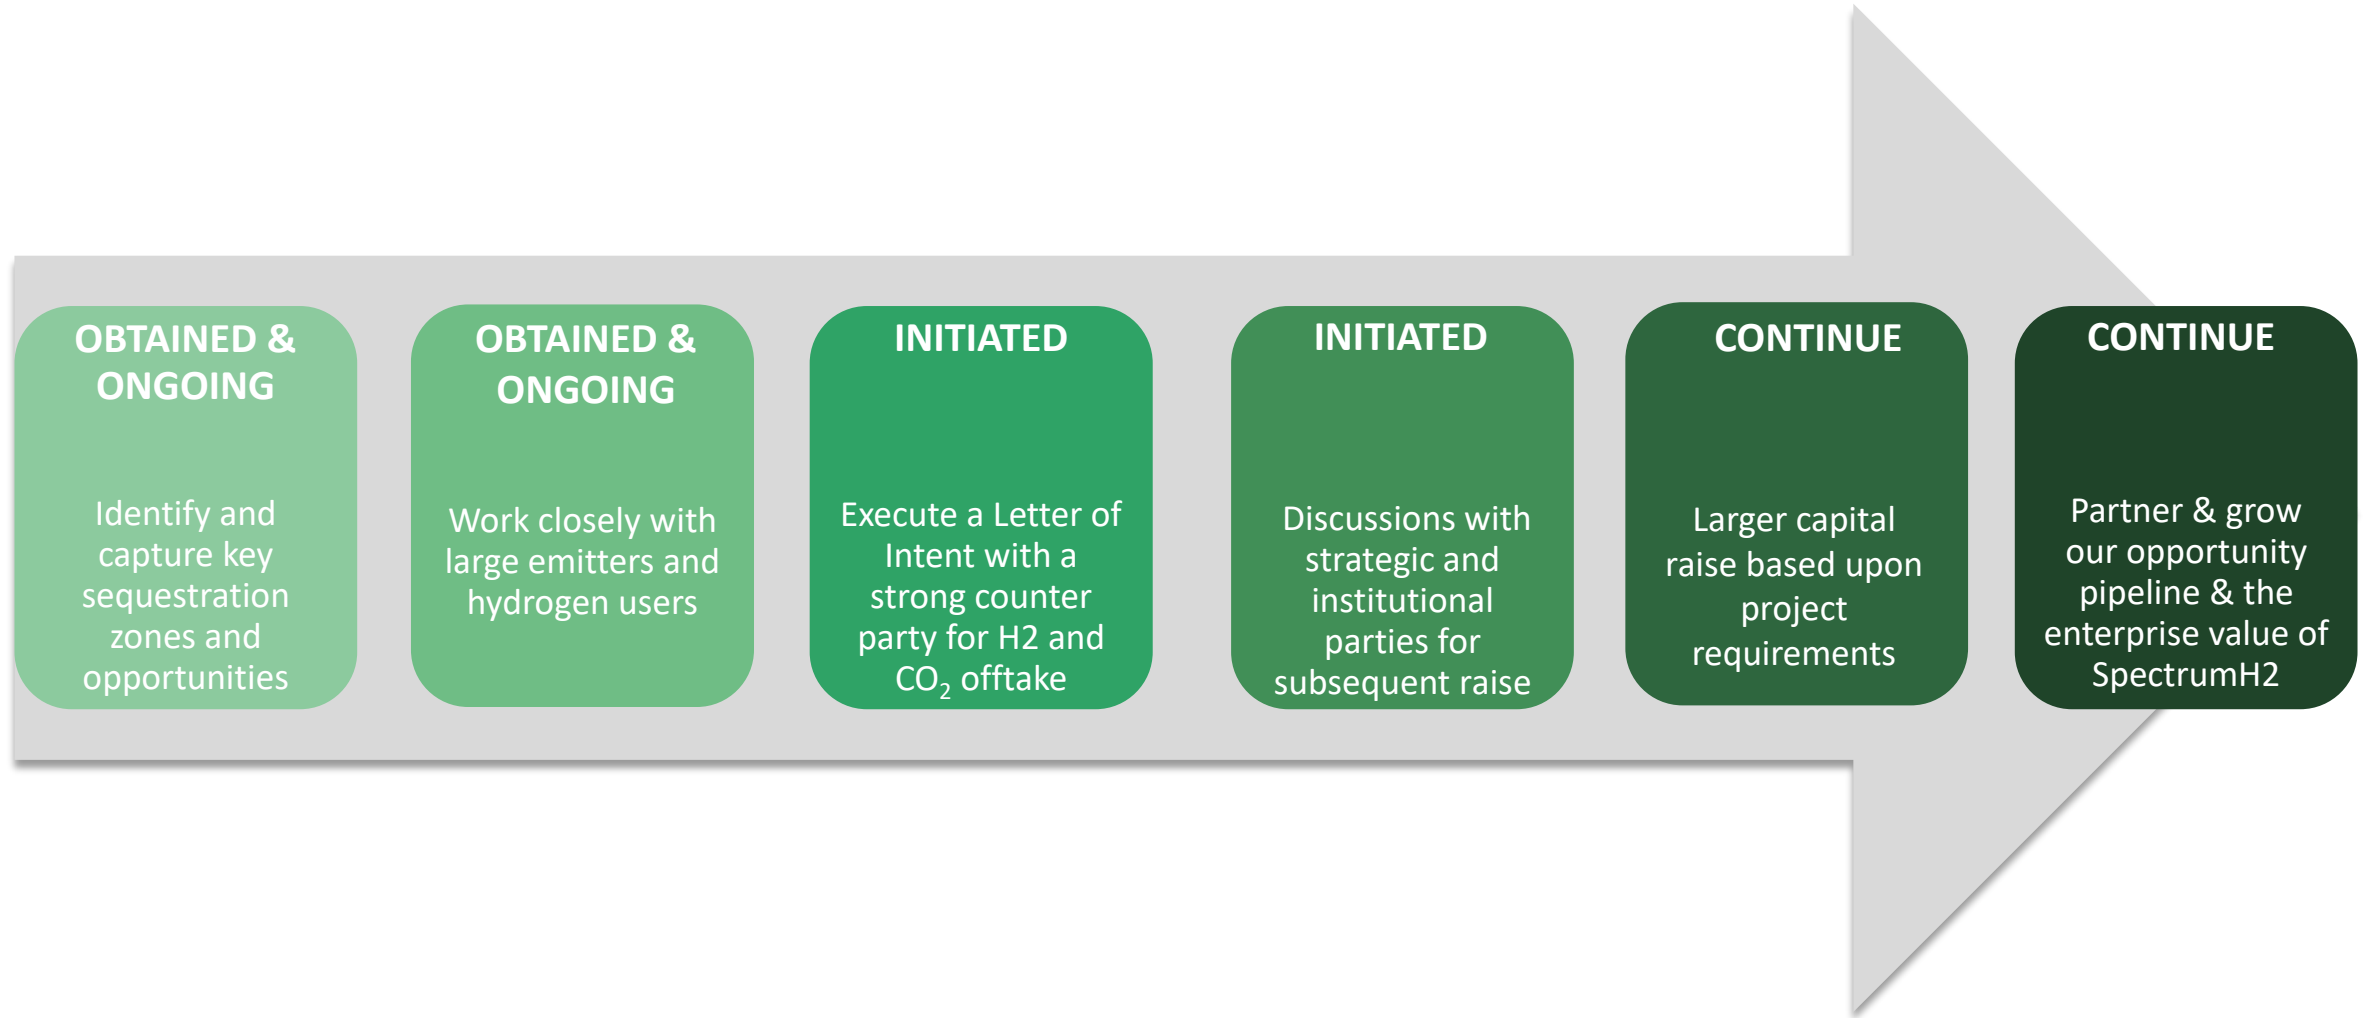 OBTAINED &
ONGOING
Identify and
capture key
sequestration
zones and
opportunities
OBTAINED &
ONGOING
Work closely with
large emitters and
hydrogen users
INITIATED
Execute a Letter of
Intent with a
strong counter
party for H2 and
CO₂ offtake
INITIATED
Discussions with
strategic and
institutional
parties for
subsequent raise
CONTINUE
Larger capital
raise based upon
project
requirements
CONTINUE
Partner & grow
our opportunity
pipeline & the
enterprise value of
SpectrumH2